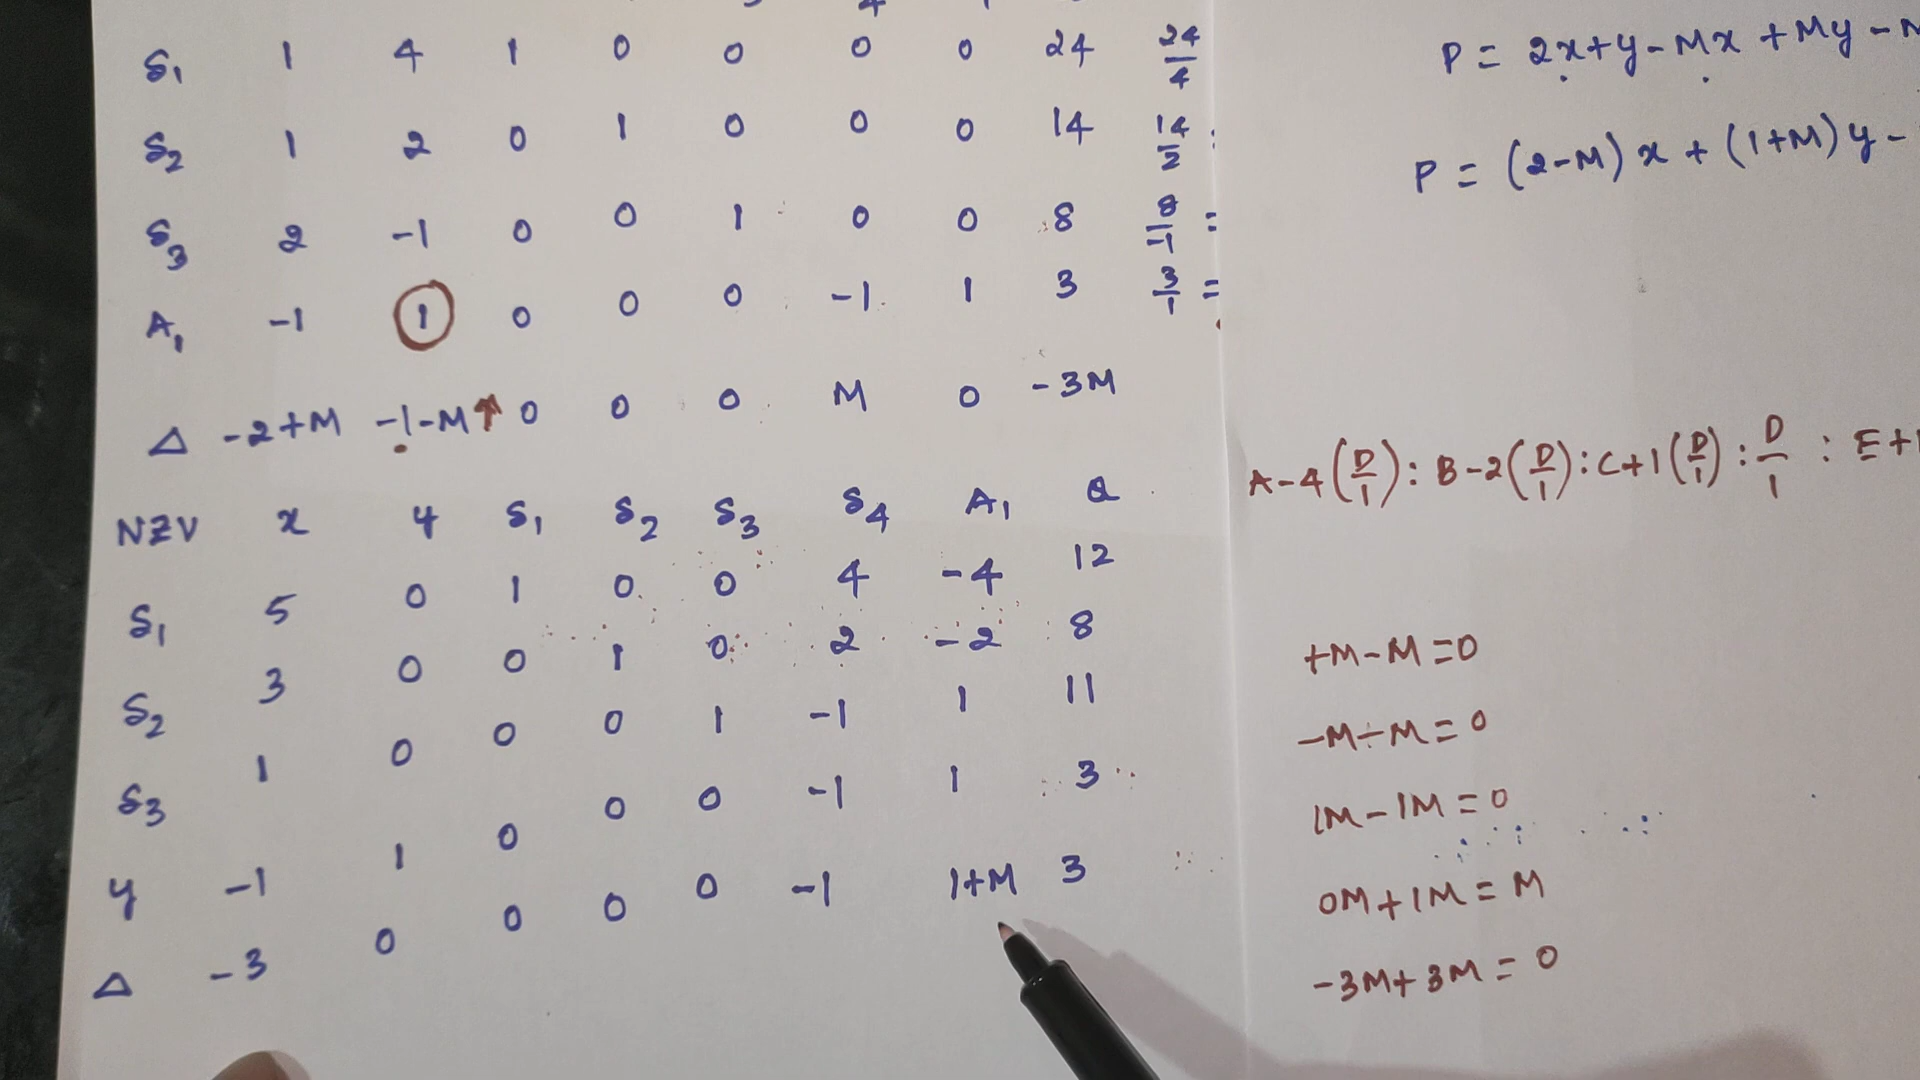 S1 1 4 1 0 0 0 0 24 24/4
S2 1 2 0 1 0 0 0 14 14/2 :
S3 2 -1 0 0 1 0 0 8 8/-1 =
A1 -1 1 0 0 0 -1 1 3 3/1 =
Δ -2+M -1-M ↑ 0 0 0 M 0 -3M
NZV x y S1 S2 S3 S4 A1 Q
S1 5 0 1 0 0 4 -4 12
S2 3 0 0 1 0 2 -2 8
S3 1 0 0 0 1 -1 1 11
y -1 1 0 0 0 -1 1 3
Δ -3 0 0 0 0 -1 1+M 3
P = 2x+y-Mx+My-
P = (2-M)x+(1+M)y-
A-4(D/1) : B-2(D/1) : C+1(D/1) : D/1 : E+
+M-M=0
-M+M=0
1M-1M=0
0M+1M=M
-3M+3M=0